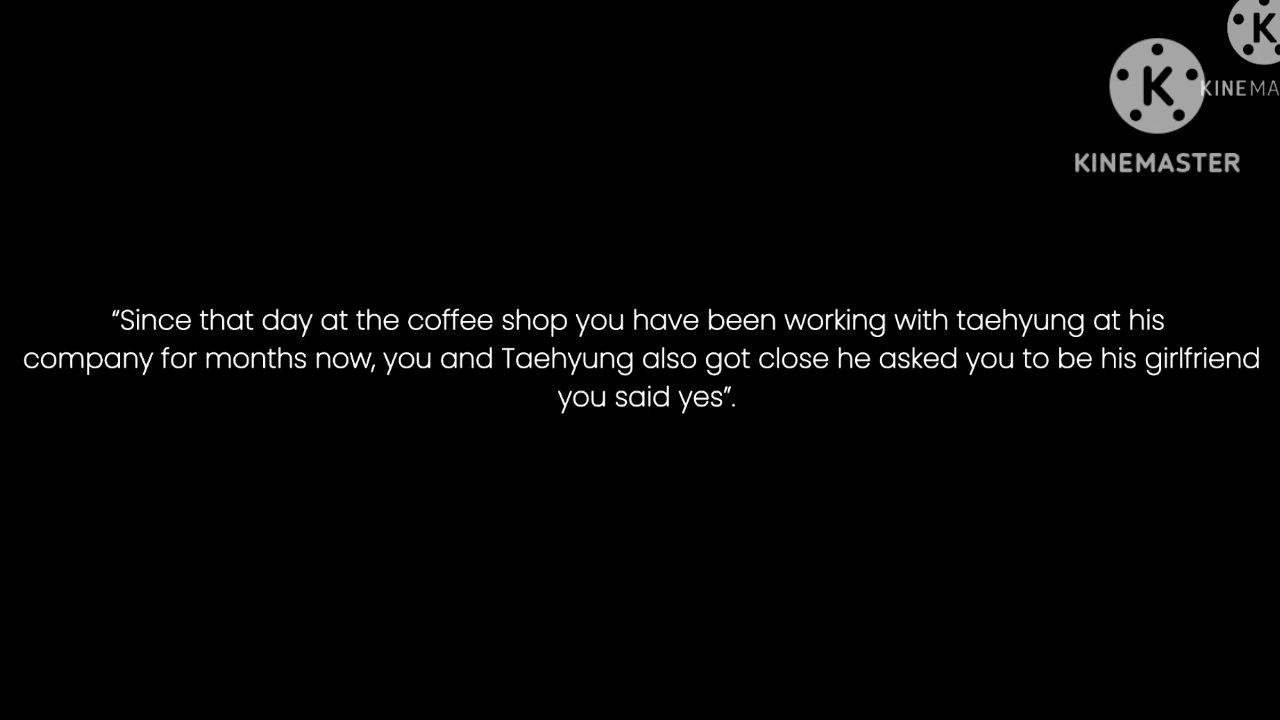 K
K
KINEMA
KINEMASTER
“Since that day at the coffee shop you have been working with taehyung at his
company for months now, you and Taehyung also got close he asked you to be his girlfriend
you said yes”.